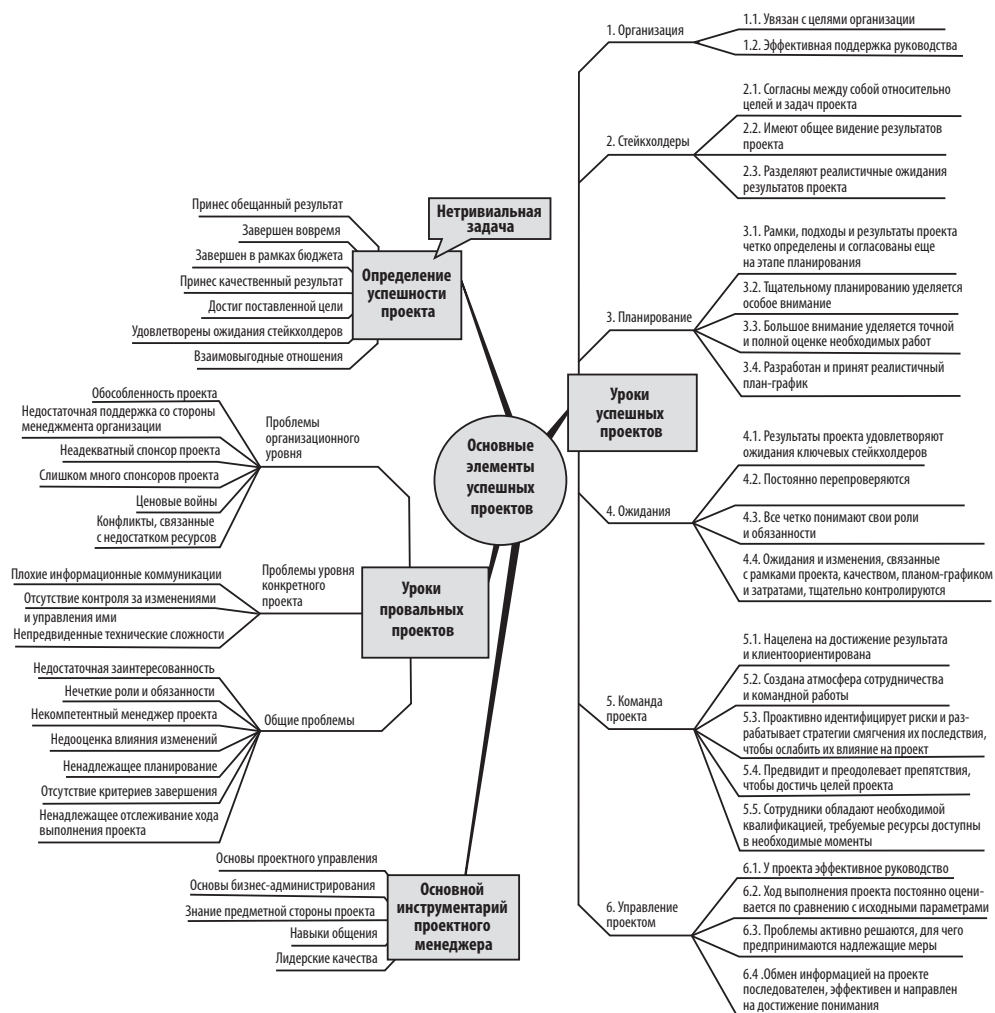 Основные
элементы
успешных
проектов
Нетривиальная
задача
Определение
успешности
проекта
Принес обещанный результат
Завершен вовремя
Завершен в рамках бюджета
Принес качественный результат
Достиг поставленной цели
Удовлетворены ожидания стейкхолдеров
Взаимовыгодные отношения
Уроки
провальных
проектов
Проблемы
организационного
уровня
Обособленность проекта
Недостаточная поддержка со стороны
менеджмента организации
Неадекватный спонсор проекта
Слишком много спонсоров проекта
Ценовые войны
Конфликты, связанные
с недостатком ресурсов
Проблемы уровня
конкретного
проекта
Плохие информационные коммуникации
Отсутствие контроля за изменениями
и управления ими
Непредвиденные технические сложности
Общие проблемы
Недостаточная заинтересованность
Нечеткие роли и обязанности
Некомпетентный менеджер проекта
Недооценка влияния изменений
Ненадлежащее планирование
Отсутствие критериев завершения
Ненадлежащее отслеживание хода
выполнения проекта
Основной
инструментарий
проектного
менеджера
Основы проектного управления
Основы бизнес-администрирования
Знание предметной стороны проекта
Навыки общения
Лидерские качества
Уроки
успешных
проектов
1. Организация
1.1. Увязан с целями организации
1.2. Эффективная поддержка руководства
2. Стейкхолдеры
2.1. Согласны между собой относительно
целей и задач проекта
2.2. Имеют общее видение результатов
проекта
2.3. Разделяют реалистичные ожидания
результатов проекта
3. Планирование
3.1. Рамки, подходы и результаты проекта
четко определены и согласованы еще
на этапе планирования
3.2. Тщательному планированию уделяется
особое внимание
3.3. Большое внимание уделяется точной
и полной оценке необходимых работ
3.4. Разработан и принят реалистичный
план-график
4. Ожидания
4.1. Результаты проекта удовлетворяют
ожидания ключевых стейкхолдеров
4.2. Постоянно перепроверяются
4.3. Все четко понимают свои роли
и обязанности
4.4. Ожидания и изменения, связанные
с рамками проекта, качеством, планом-графиком
и затратами, тщательно контролируются
5. Команда
проекта
5.1. Нацелена на достижение результата
и клиентоориентирована
5.2. Создана атмосфера сотрудничества
и командной работы
5.3. Проактивно идентифицирует риски и раз-
рабатывает стратегии смягчения их последствия,
чтобы ослабить их влияние на проект
5.4. Предвидит и преодолевает препятствия,
чтобы достичь целей проекта
5.5. Сотрудники обладают необходимой
квалификацией, требуемые ресурсы доступны
в необходимые моменты
6. Управление
проектом
6.1. У проекта эффективное руководство
6.2. Ход выполнения проекта постоянно оцени-
вается по сравнению с исходными параметрами
6.3. Проблемы активно решаются, для чего
предпринимаются надлежащие меры
6.4 .Обмен информацией на проекте
последователен, эффективен и направлен
на достижение понимания